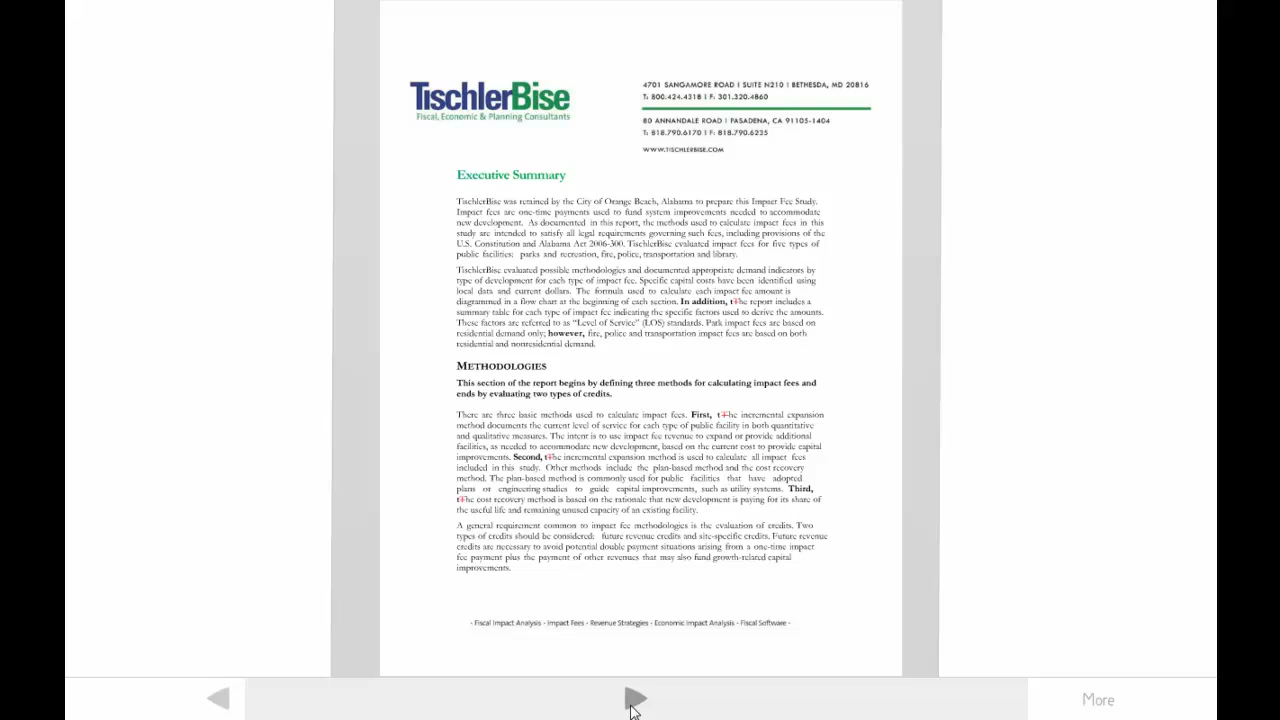 TischlerBise
Fiscal, Economic & Planning Consultants
4701 SANGAMORE ROAD I SUITE N210 I BETHESDA, MD 20816
T: 800.424.4318 I F: 301.320.4860
80 ANNANDALE ROAD I PASADENA, CA 91105-1404
T: 818.790.6170 I F: 818.790.6235
WWW.TISCHLERBISE.COM
Executive Summary
TischlerBise was retained by the City of Orange Beach, Alabama to prepare this Impact Fee Study.
Impact fees are one-time payments used to fund system improvements needed to accommodate
new development. As documented in this report, the methods used to calculate impact fees in this
study are intended to satisfy all legal requirements governing such fees, including provisions of the
U.S. Constitution and Alabama Act 2006-300. TischlerBise evaluated impact fees for five types of
public facilities: parks and recreation, fire, police, transportation and library.
TischlerBise evaluated possible methodologies and documented appropriate demand indicators by
type of development for each type of impact fee. Specific capital costs have been identified using
local data and current dollars. The formula used to calculate each impact fee amount is
diagrammed in a flow chart at the beginning of each section. In addition, tThe report includes a
summary table for each type of impact fee indicating the specific factors used to derive the amounts.
These factors are referred to as “Level of Service” (LOS) standards. Park impact fees are based on
residential demand only; however, fire, police and transportation impact fees are based on both
residential and nonresidential demand.
METHODOLOGIES
This section of the report begins by defining three methods for calculating impact fees and
ends by evaluating two types of credits.
There are three basic methods used to calculate impact fees. First, tThe incremental expansion
method documents the current level of service for each type of public facility in both quantitative
and qualitative measures. The intent is to use impact fee revenue to expand or provide additional
facilities, as needed to accommodate new development, based on the current cost to provide capital
improvements. Second, tThe incremental expansion method is used to calculate all impact fees
included in this study. Other methods include the plan-based method and the cost recovery
method. The plan-based method is commonly used for public facilities that have adopted
plans or engineering studies to guide capital improvements, such as utility systems. Third,
tThe cost recovery method is based on the rationale that new development is paying for its share of
the useful life and remaining unused capacity of an existing facility.
A general requirement common to impact fee methodologies is the evaluation of credits. Two
types of credits should be considered: future revenue credits and site-specific credits. Future revenue
credits are necessary to avoid potential double payment situations arising from a one-time impact
fee payment plus the payment of other revenues that may also fund growth-related capital
improvements.
- Fiscal Impact Analysis - Impact Fees - Revenue Strategies - Economic Impact Analysis - Fiscal Software -
More